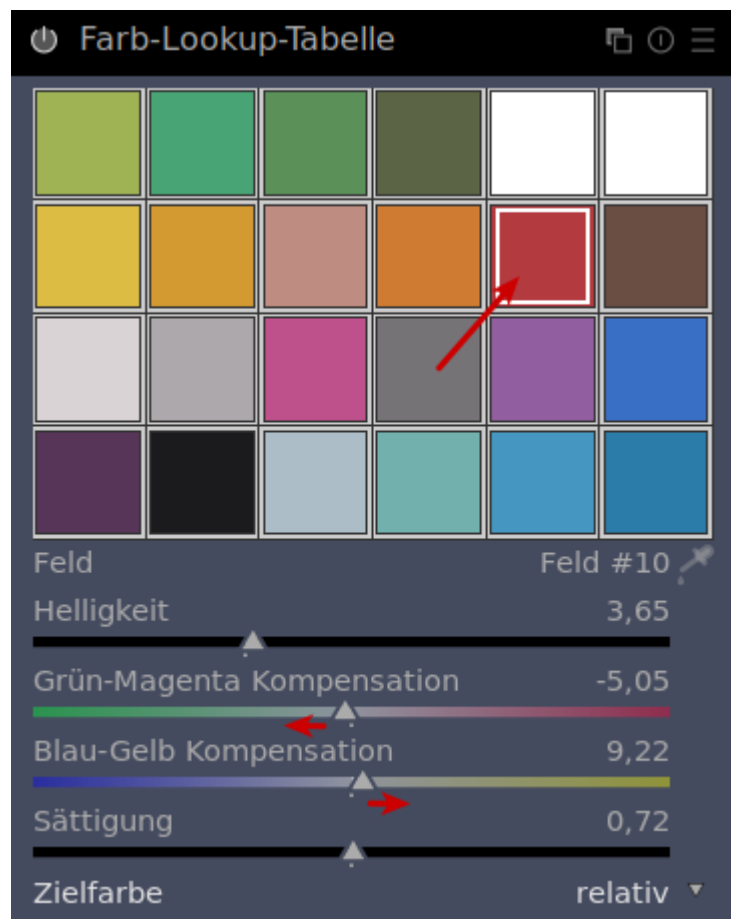 Farb-Lookup-Tabelle
Feld Feld #10
Helligkeit 3,65
Grün-Magenta Kompensation -5,05
Blau-Gelb Kompensation 9,22
Sättigung 0,72
Zielfarbe relativ